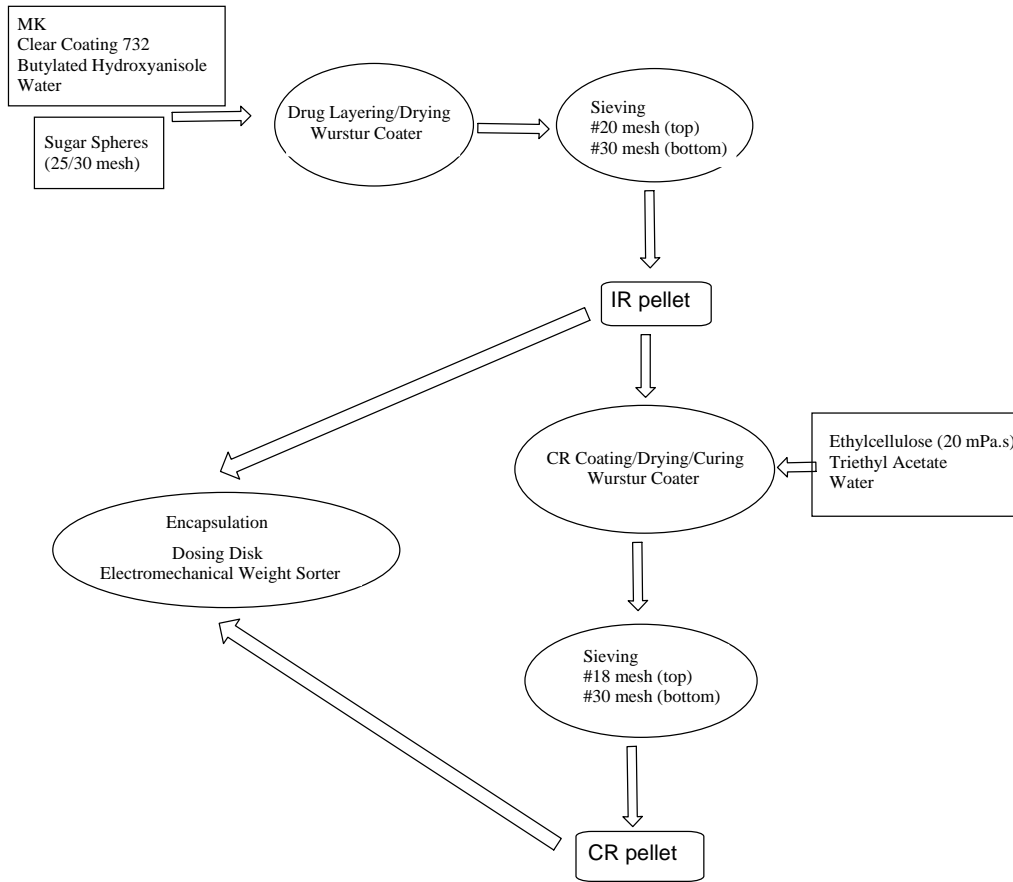 MK
Clear Coating 732
Butylated Hydroxyanisole
Water
Sugar Spheres
(25/30 mesh)
Drug Layering/Drying
Wurstur Coater
Sieving
#20 mesh (top)
#30 mesh (bottom)
IR pellet
CR Coating/Drying/Curing
Wurstur Coater
Ethylcellulose (20 mPa.s)
Triethyl Acetate
Water
Encapsulation
Dosing Disk
Electromechanical Weight Sorter
Sieving
#18 mesh (top)
#30 mesh (bottom)
CR pellet